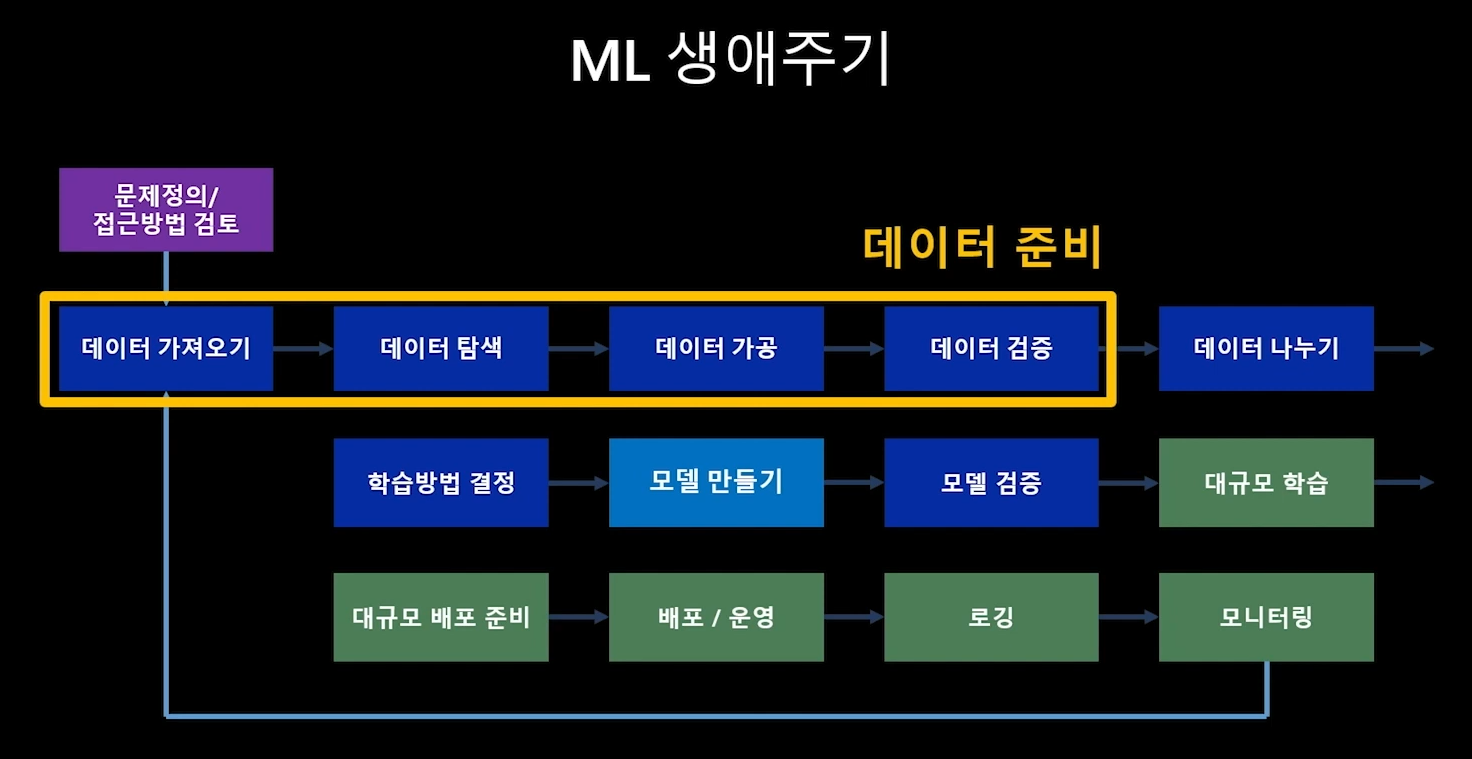 ML 생애주기
문제정의/
접근방법 검토
데이터 준비
데이터 가져오기
데이터 탐색
데이터 가공
데이터 검증
데이터 나누기
학습방법 결정
모델 만들기
모델 검증
대규모 학습
대규모 배포 준비
배포 / 운영
로깅
모니터링